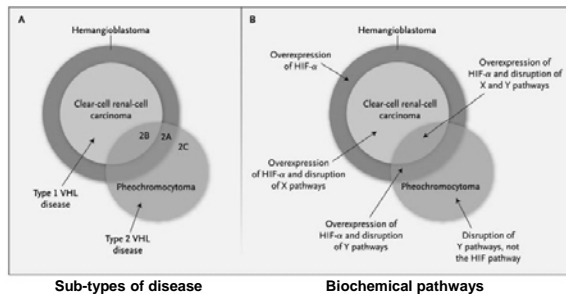 A
Hemangioblastoma
Clear-cell renal-cell
carcinoma
2B
2A
2C
Pheochromocytoma
Type 1 VHL
disease
Type 2 VHL
disease
Sub-types of disease
B
Hemangioblastoma
Overexpression
of HIF-α
Overexpression of
HIF-α and disruption of
X and Y pathways
Clear-cell renal-cell
carcinoma
Overexpression
of HIF-α and disruption
of X pathways
Pheochromocytoma
Overexpression of
HIF-α and disruption
of Y pathways
Disruption of
Y pathways, not
the HIF pathway
Biochemical pathways